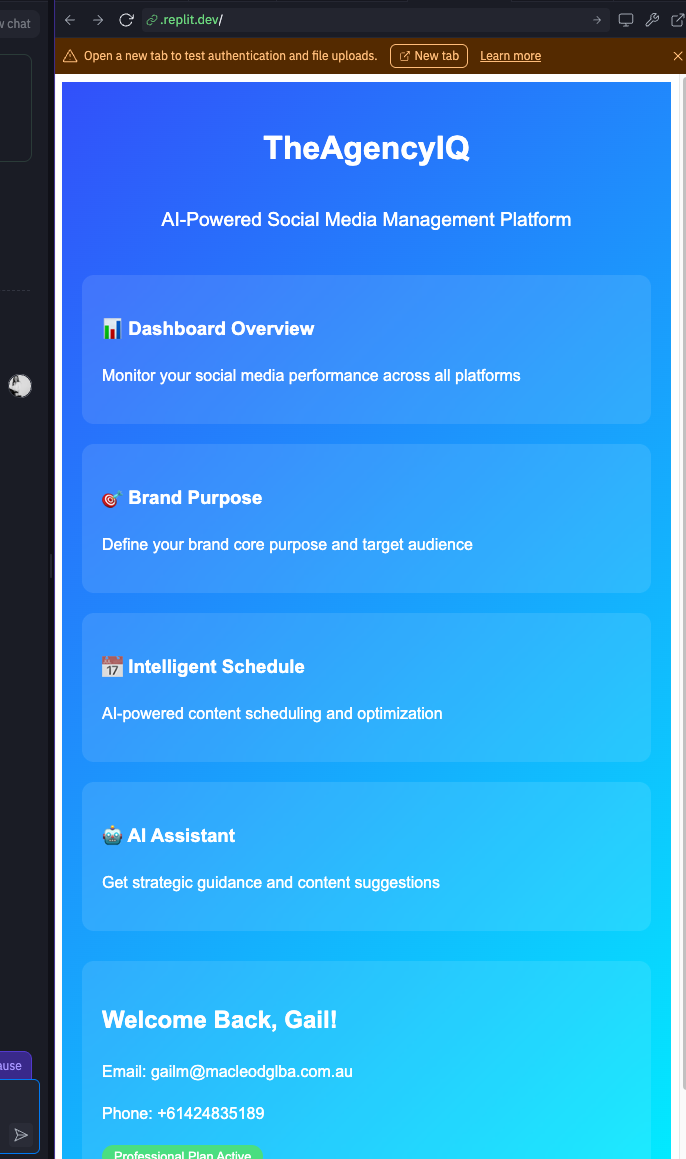 w chat
.replit.dev/
Open a new tab to test authentication and file uploads. New tab Learn more
TheAgencyIQ
AI-Powered Social Media Management Platform
📊 Dashboard Overview
Monitor your social media performance across all platforms
🎯 Brand Purpose
Define your brand core purpose and target audience
📅 Intelligent Schedule
AI-powered content scheduling and optimization
🤖 AI Assistant
Get strategic guidance and content suggestions
Welcome Back, Gail!
Email: gailm@macleodglba.com.au
Phone: +61424835189
ause
Professional Plan Active